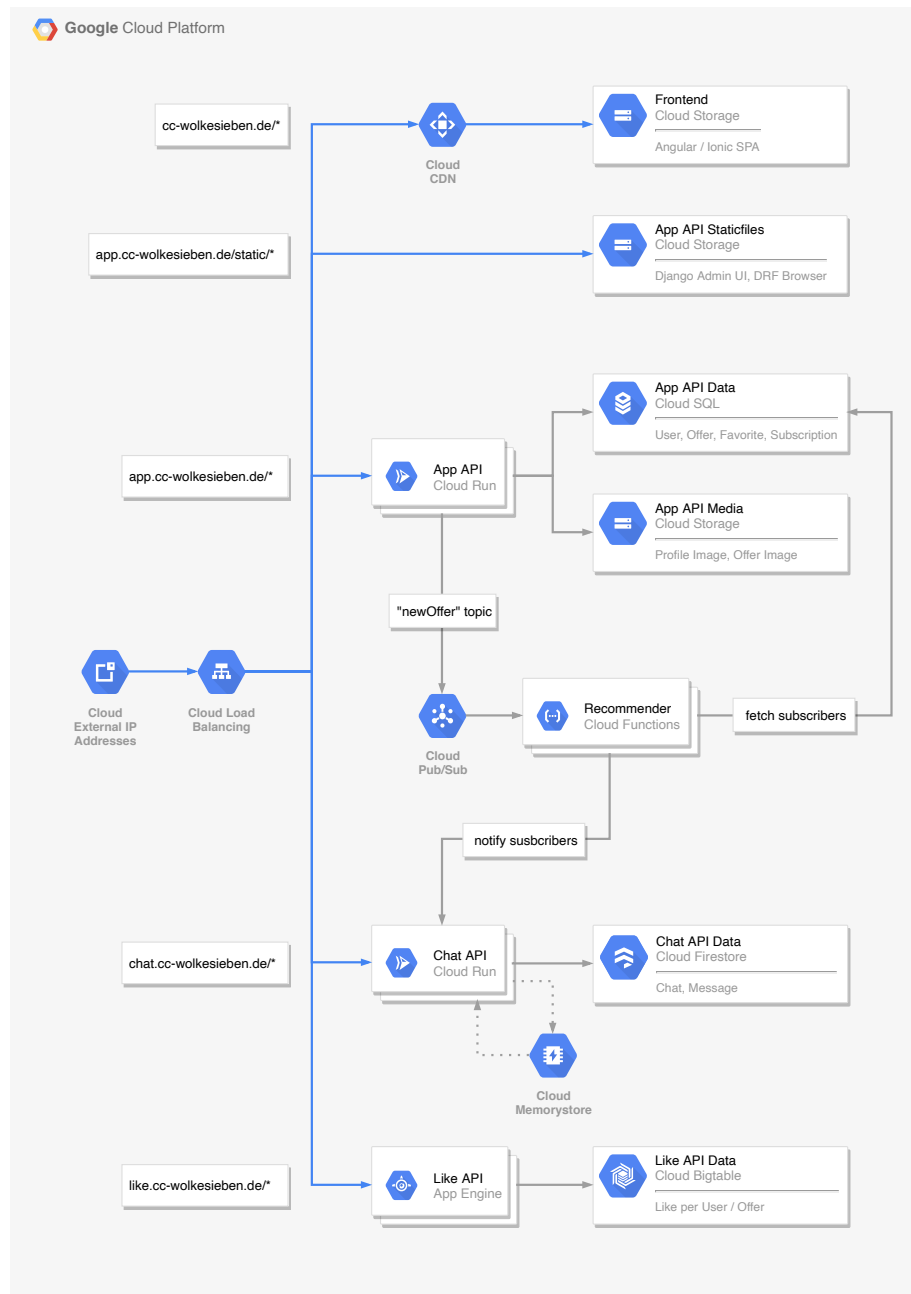 Google Cloud Platform
cc-wolkesieben.de/*
Cloud
CDN
Frontend
Cloud Storage
Angular / Ionic SPA
app.cc-wolkesieben.de/static/*
App API Staticfiles
Cloud Storage
Django Admin UI, DRF Browser
App API Data
Cloud SQL
User, Offer, Favorite, Subscription
app.cc-wolkesieben.de/*
App API
Cloud Run
App API Media
Cloud Storage
Profile Image, Offer Image
"newOffer" topic
Cloud
External IP
Addresses
Cloud Load
Balancing
Cloud
Pub/Sub
Recommender
Cloud Functions
fetch subscribers
notify susbcribers
chat.cc-wolkesieben.de/*
Chat API
Cloud Run
Chat API Data
Cloud Firestore
Chat, Message
Cloud
Memorystore
like.cc-wolkesieben.de/*
Like API
App Engine
Like API Data
Cloud Bigtable
Like per User / Offer